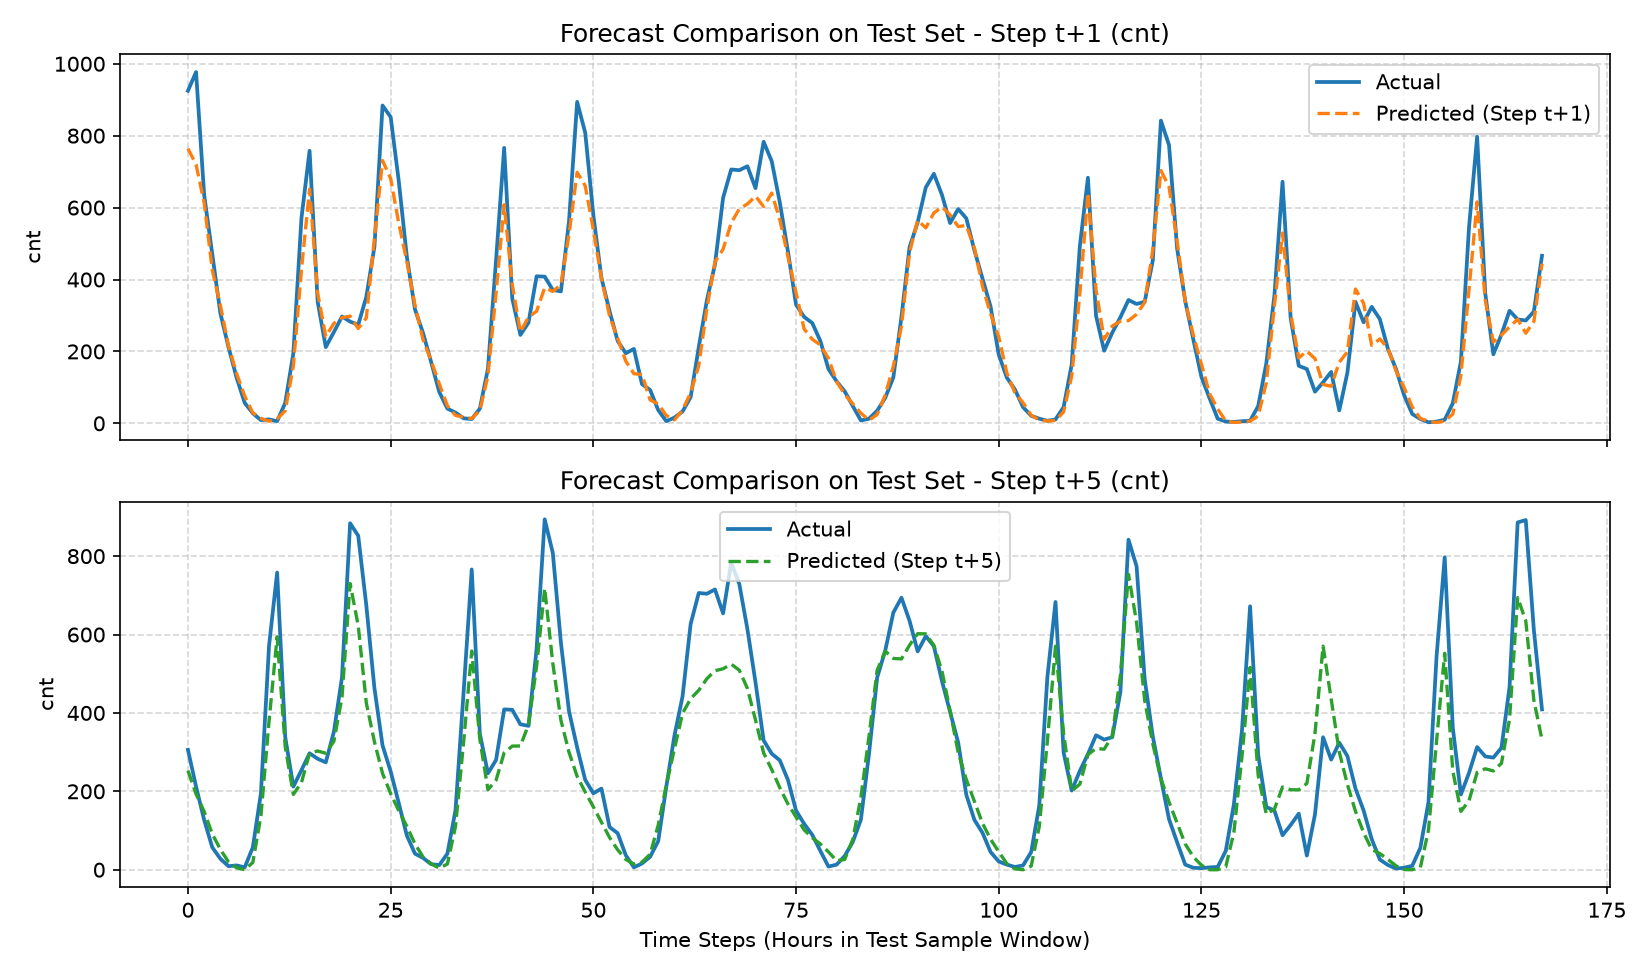 Forecast Comparison on Test Set - Step t+1 (cnt)
1000
800
600
400
200
0
cnt
Actual
Predicted (Step t+1)
Forecast Comparison on Test Set - Step t+5 (cnt)
800
600
400
200
0
cnt
Actual
Predicted (Step t+5)
0 25 50 75 100 125 150 175
Time Steps (Hours in Test Sample Window)